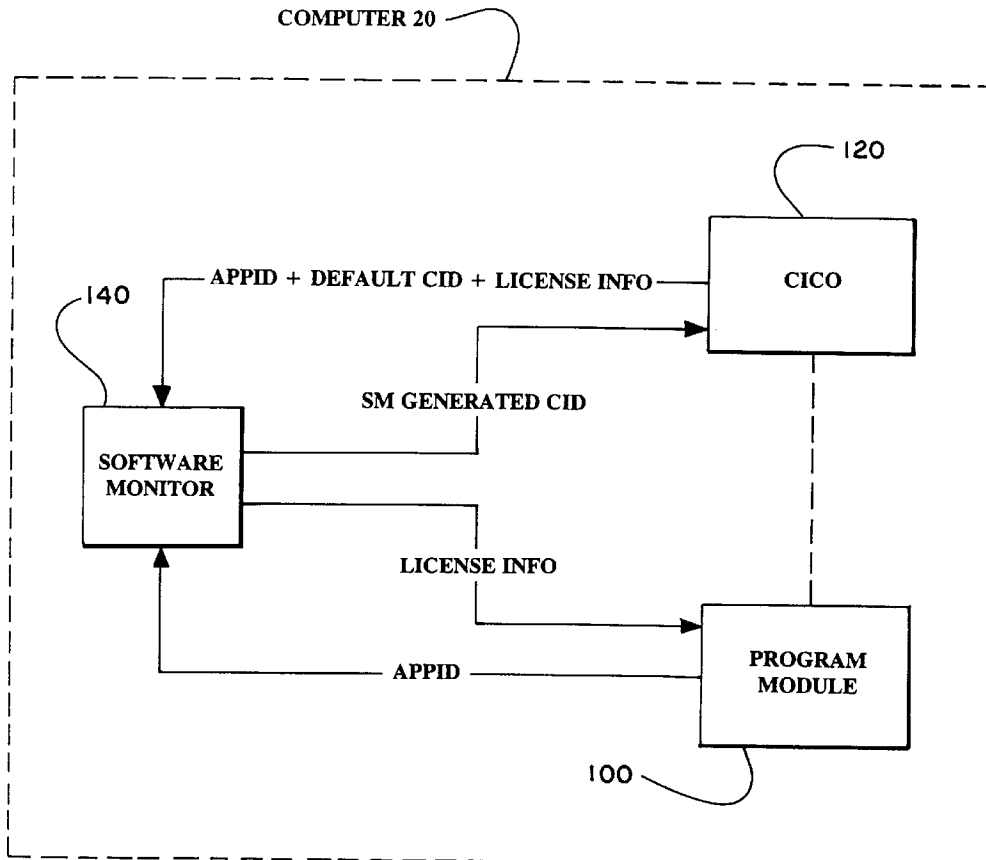 COMPUTER 20
120
APPID + DEFAULT CID + LICENSE INFO
CICO
140
SM GENERATED CID
SOFTWARE
MONITOR
LICENSE INFO
PROGRAM
MODULE
APPID
100